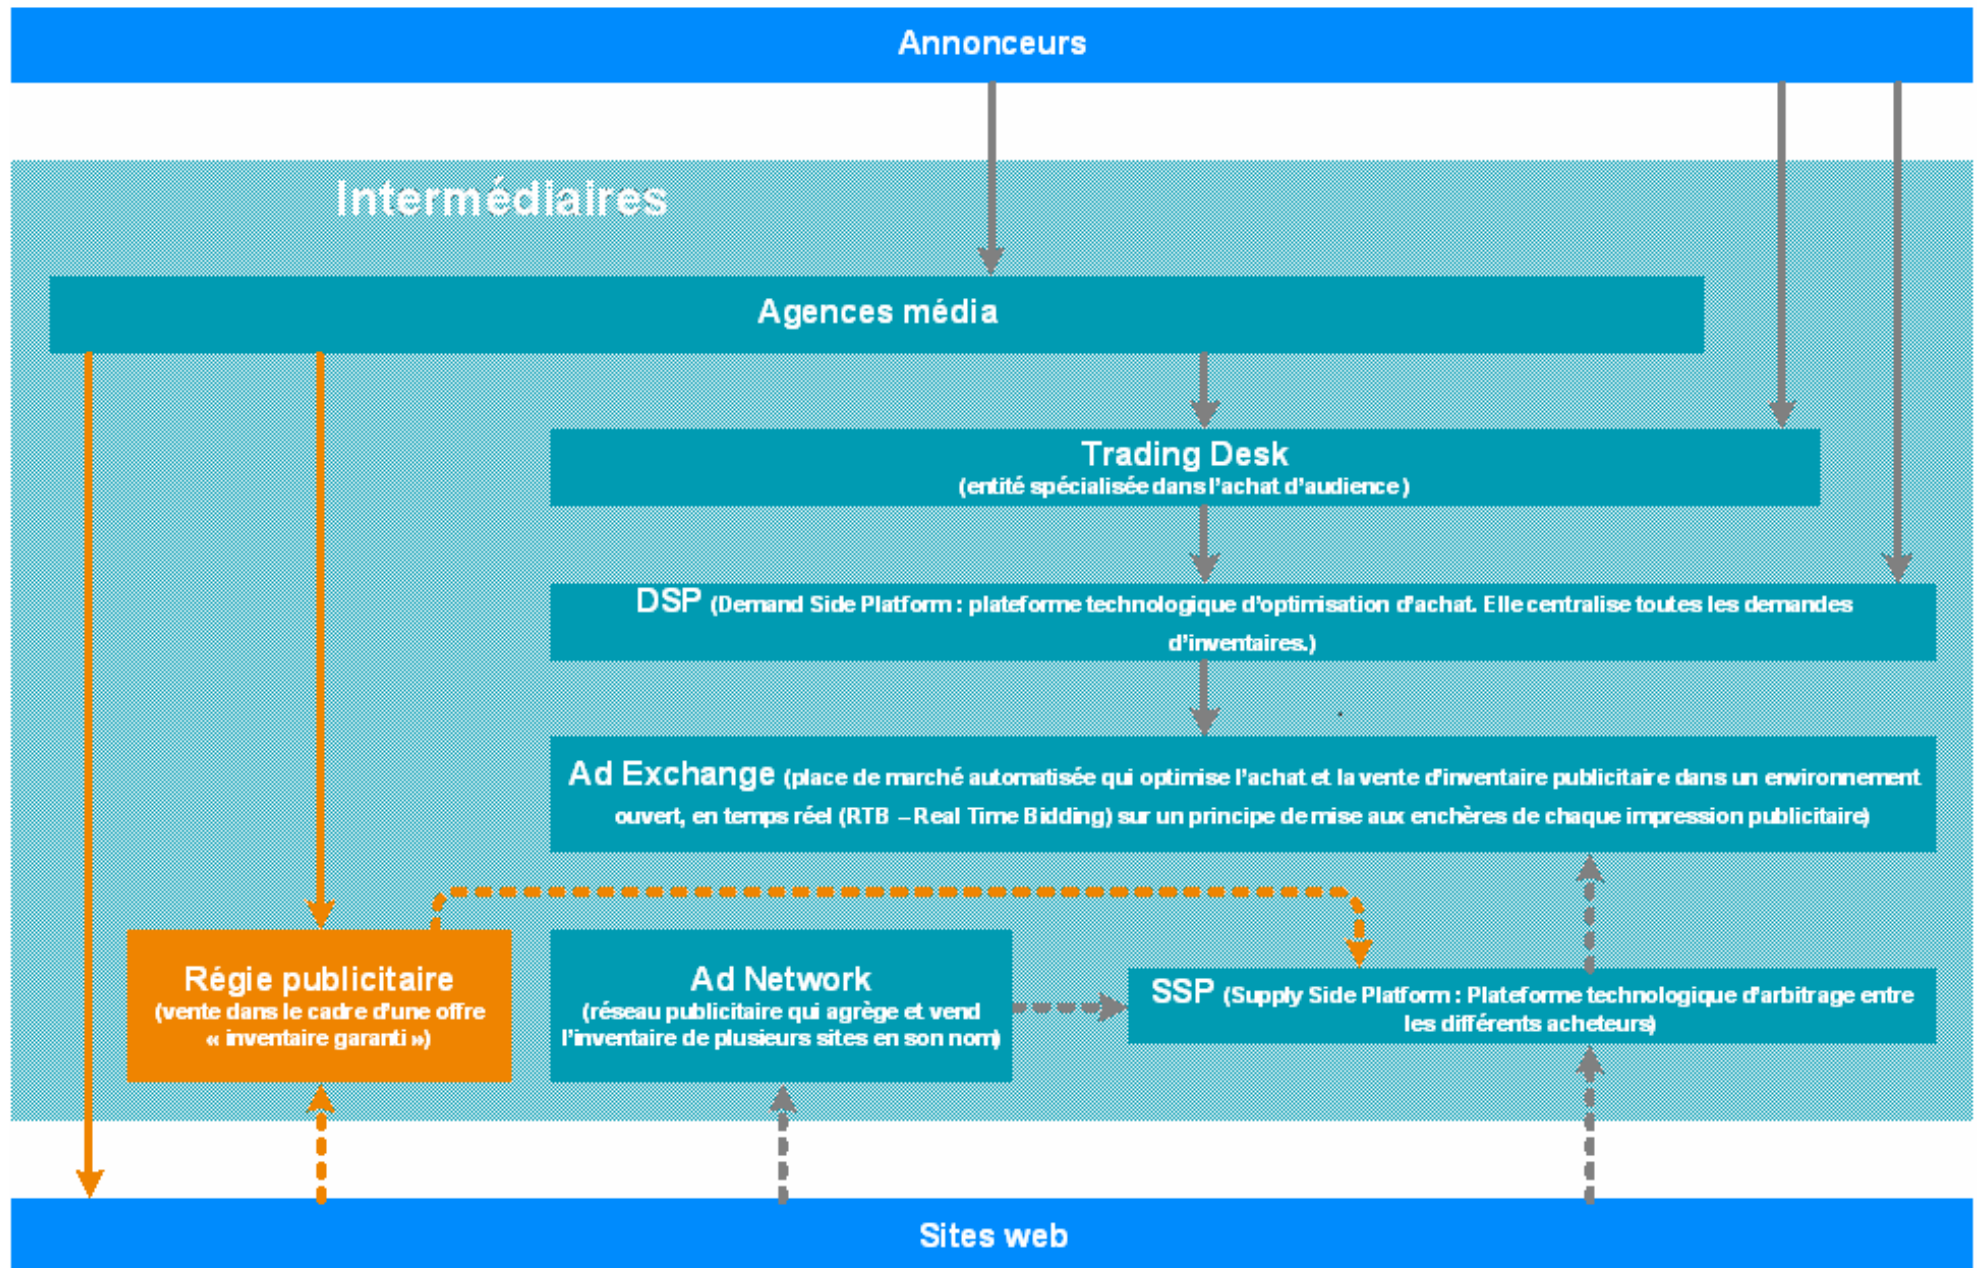 Annonceurs
Intermédiaires
Agences média
Trading Desk
(entité spécialisée dans l'achat d'audience )
DSP (Demand Side Platform : plateforme technologique d'optimisation d'achat. Elle centralise toutes les demandes
d'inventaires.)
Ad Exchange (place de marché automatisée qui optimise l'achat et la vente d'inventaire publicitaire dans un environnement
ouvert, en temps réel (RTB – Real Time Bidding) sur un principe de mise aux enchères de chaque impression publicitaire)
Régie publicitaire
(vente dans le cadre d'une offre
« inventaire garanti »)
Ad Network
(réseau publicitaire qui agrège et vend
l'inventaire de plusieurs sites en son nom)
SSP (Supply Side Platform : Plateforme technologique d'arbitrage entre
les différents acheteurs)
Sites web